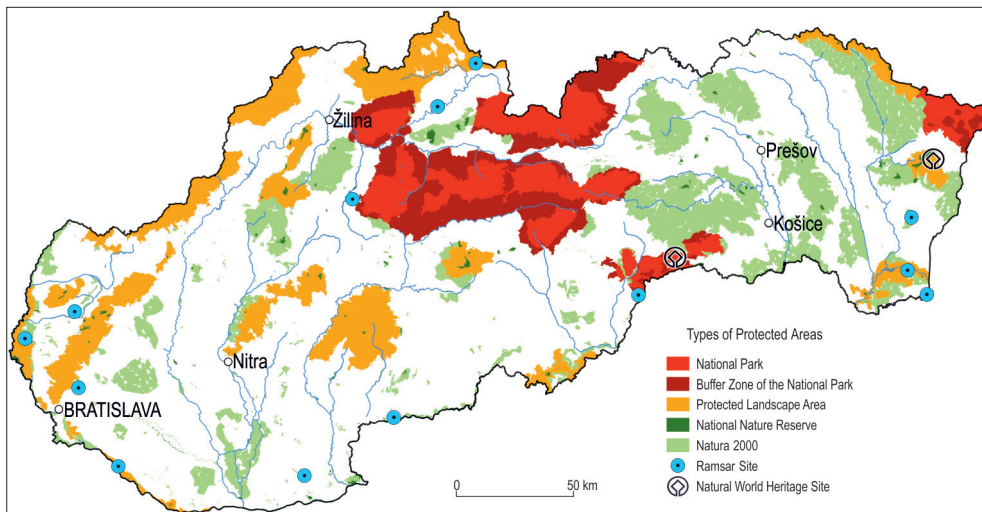 Žilina
Prešov
Košice
Nitra
BRATISLAVA
Types of Protected Areas
National Park
Buffer Zone of the National Park
Protected Landscape Area
National Nature Reserve
Natura 2000
Ramsar Site
Natural World Heritage Site
0 50 km